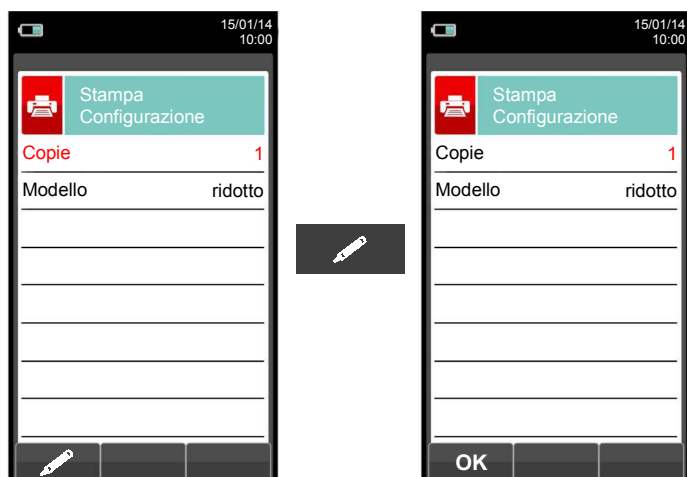 15/01/14
10:00
Stampa
Configurazione
Copie 1
Modello ridotto
15/01/14
10:00
Stampa
Configurazione
Copie 1
Modello ridotto
OK